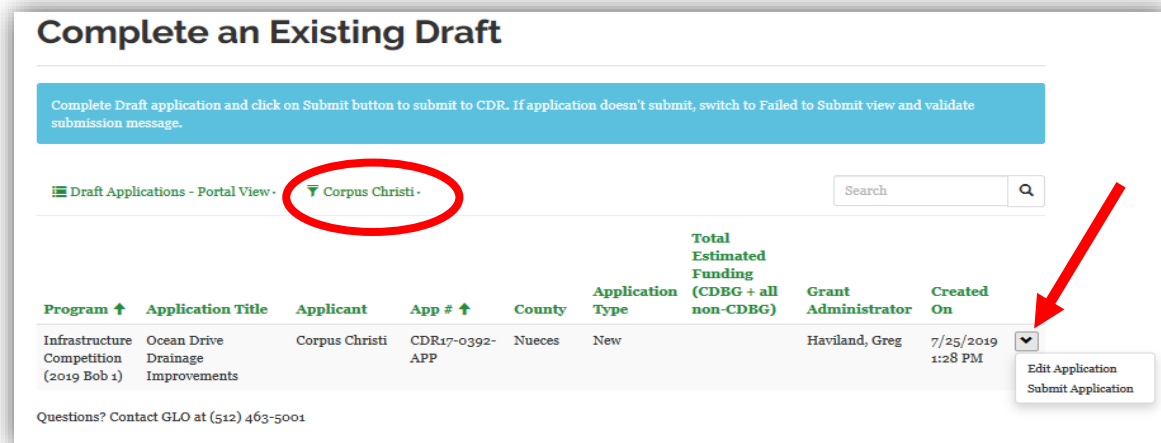 Complete an Existing Draft
Complete Draft application and click on Submit button to submit to CDR. If application doesn't submit, switch to Failed to Submit view and validate
submission message.
Draft Applications - Portal View
Corpus Christi
Search
Program Application Title Applicant App # County Application Type Total Estimated Funding (CDBG + all non-CDBG) Grant Administrator Created On
Infrastructure Competition (2019 Bob 1) Ocean Drive Drainage Improvements Corpus Christi CDR17-0392-APP Nueces New Haviland, Greg 7/25/2019 1:28 PM
Edit Application
Submit Application
Questions? Contact GLO at (512) 463-5001